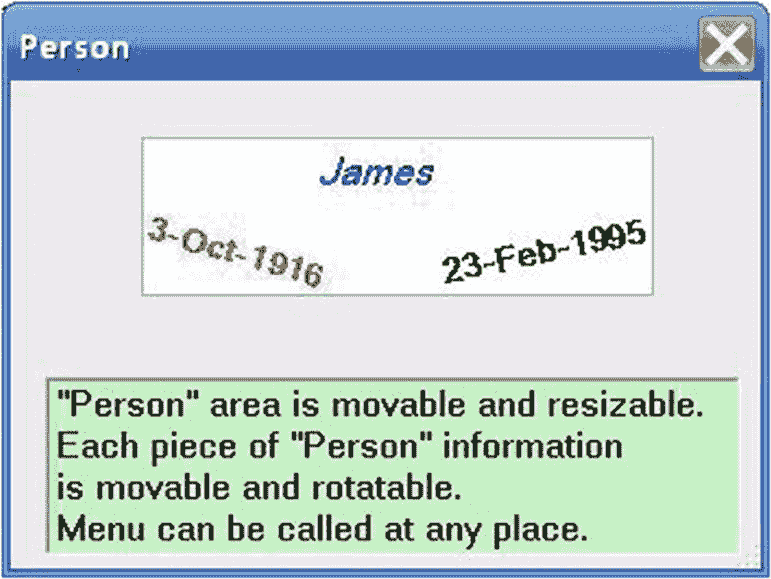 Person
James
3-Oct-1916
23-Feb-1995
"Person" area is movable and resizable.
Each piece of "Person" information
is movable and rotatable.
Menu can be called at any place.